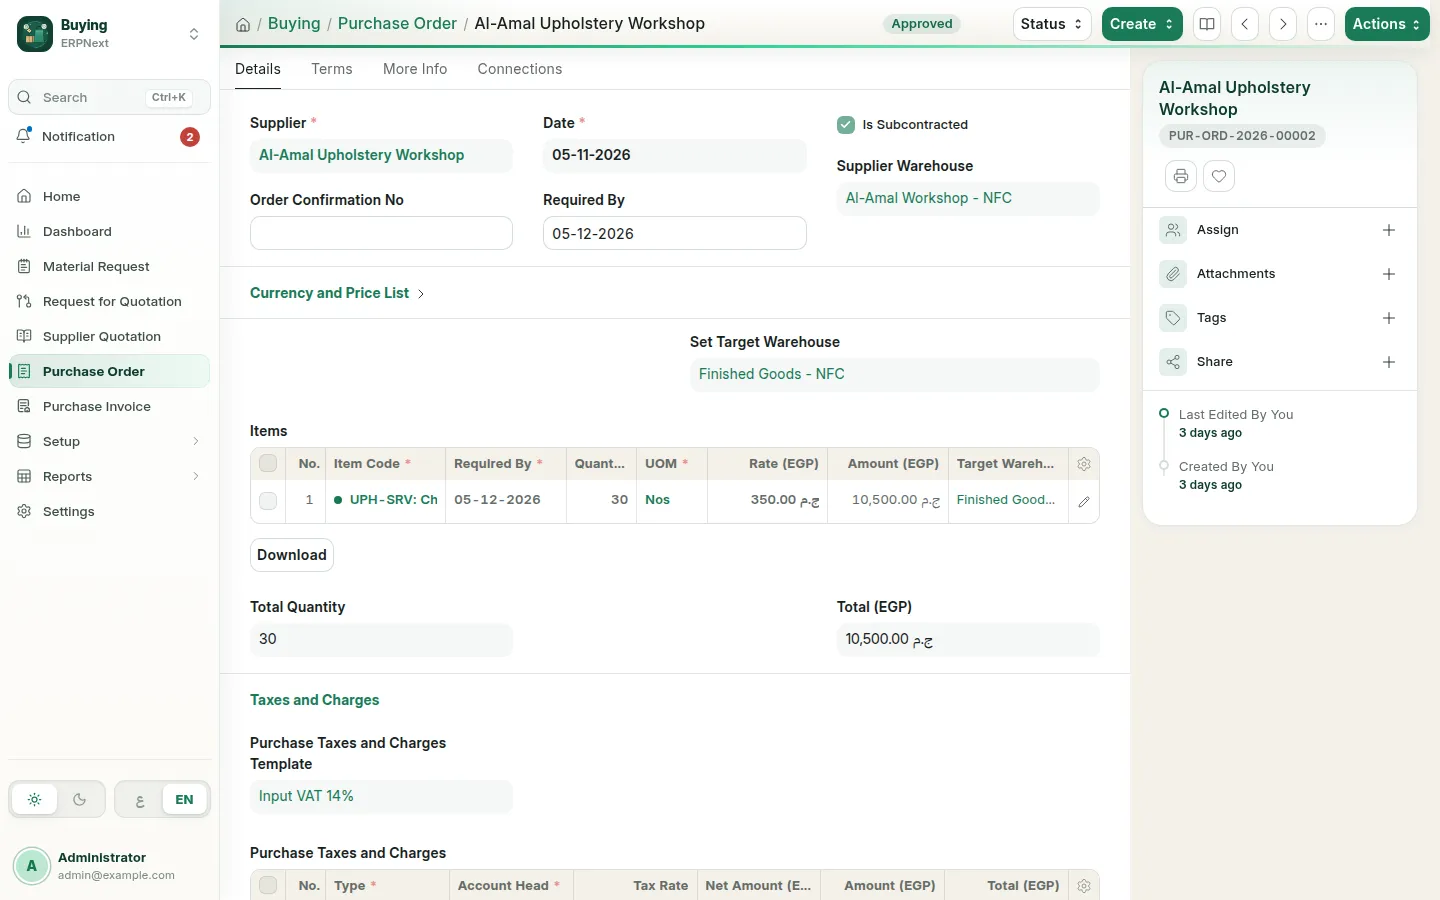 Buying
ERPNext
Search Ctrl+K
Notification 2
Home
Dashboard
Material Request
Request for Quotation
Supplier Quotation
Purchase Order
Purchase Invoice
Setup
Reports
Settings
ع EN
A
Administrator
admin@example.com
/ Buying / Purchase Order / Al-Amal Upholstery Workshop
Approved
Status
Create
Actions
Details Terms More Info Connections
Supplier *
Al-Amal Upholstery Workshop
Date *
05-11-2026
Is Subcontracted
Order Confirmation No
Required By
05-12-2026
Supplier Warehouse
Al-Amal Workshop - NFC
Currency and Price List
Set Target Warehouse
Finished Goods - NFC
Items
No. Item Code * Required By * Quant... UOM * Rate (EGP) Amount (EGP) Target Wareh...
1 UPH-SRV: Ch 05-12-2026 30 Nos 350.00 ج.م 10,500.00 ج.م Finished Good...
Download
Total Quantity
30
Total (EGP)
10,500.00 ج.م
Taxes and Charges
Purchase Taxes and Charges
Template
Input VAT 14%
Purchase Taxes and Charges
No. Type * Account Head * Tax Rate Net Amount (E... Amount (EGP) Total (EGP)
Al-Amal Upholstery
Workshop
PUR-ORD-2026-00002
Assign
Attachments
Tags
Share
Last Edited By You
3 days ago
Created By You
3 days ago